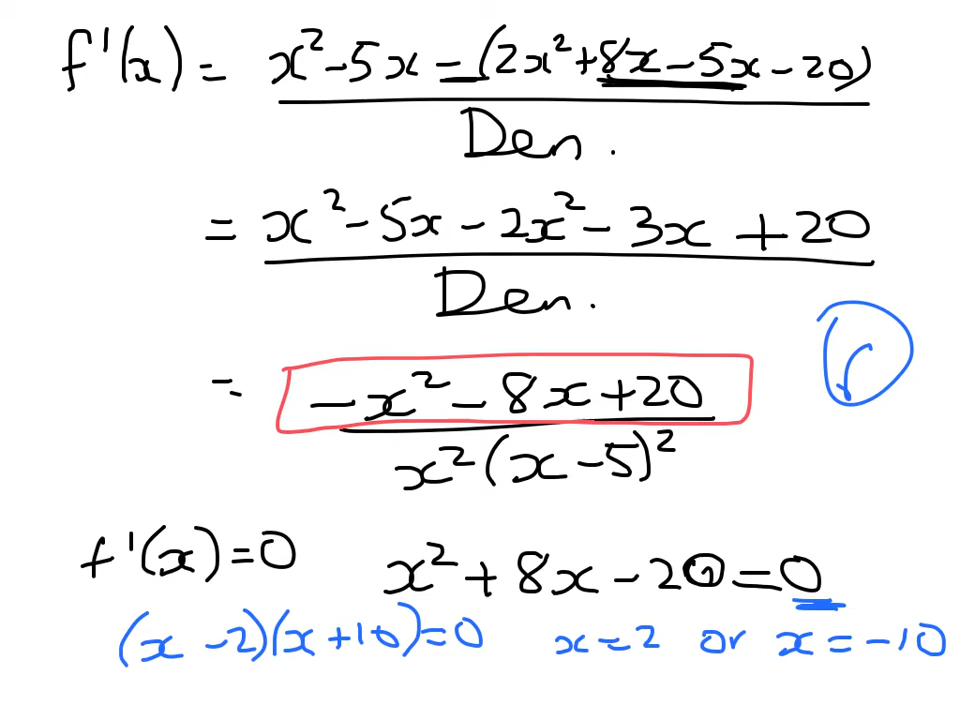 f'(x) = x² - 5x - (2x² + 8x - 5x - 20)
Den.
= x² - 5x - 2x² - 3x + 20
Den.
= -x² - 8x + 20
x²(x - 5)²
f'(x) = 0 x² + 8x - 20 = 0
(x - 2)(x + 10) = 0 x = 2 or x = -10